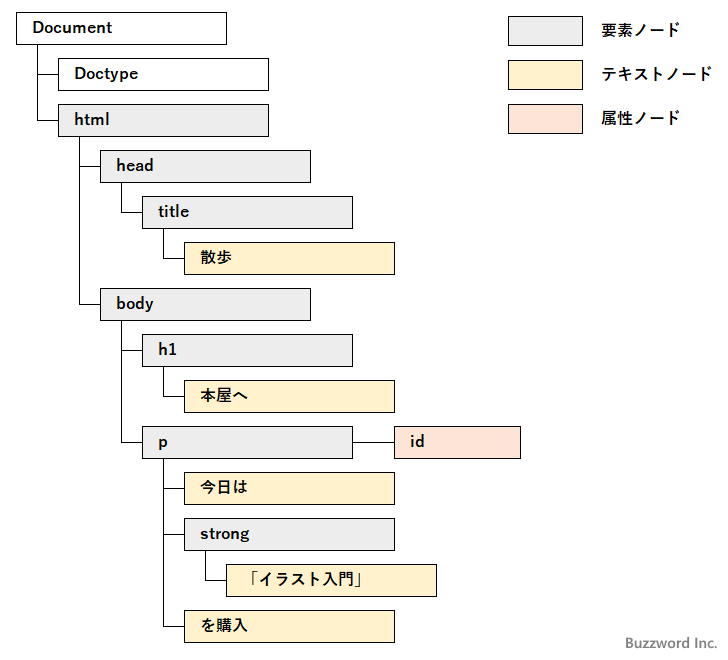 Document
要素ノード
Doctype
テキストノード
html
属性ノード
head
title
散歩
body
h1
本屋へ
p
id
今日は
strong
「イラスト入門」
を購入
Buzzword Inc.